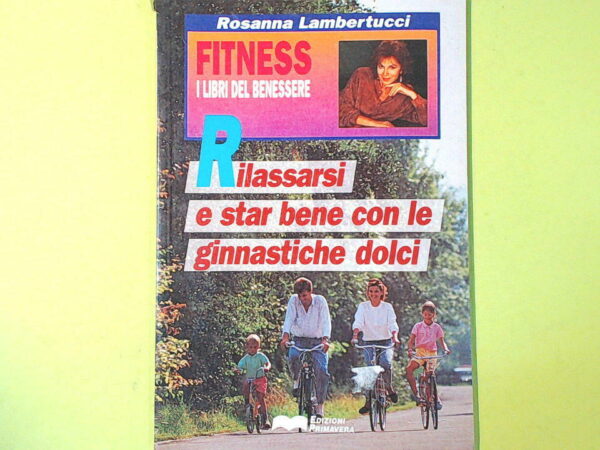 Rosanna Lambertucci
FITNESS
I LIBRI DEL BENESSERE
Rilassarsi
e star bene con le
ginnastiche dolci
EDIZIONI
PRIMAVERA